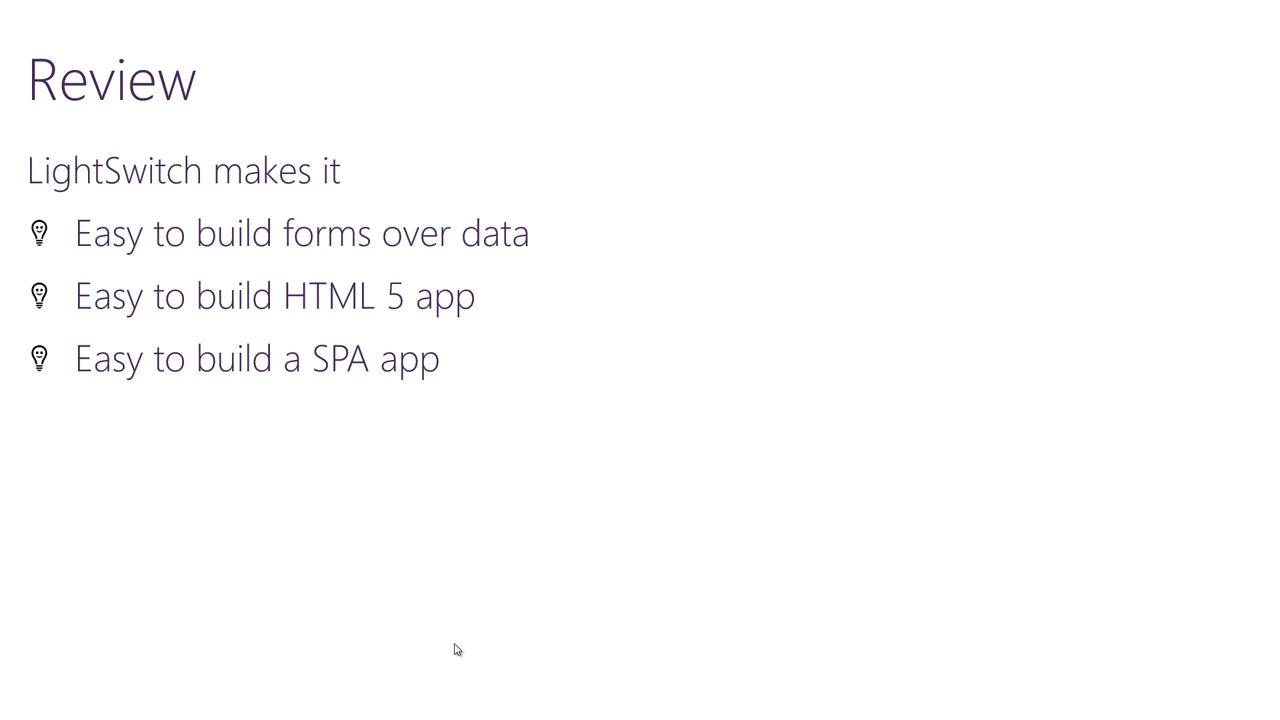 Review
LightSwitch makes it
Easy to build forms over data
Easy to build HTML 5 app
Easy to build a SPA app